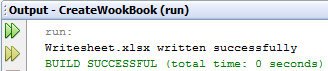 Output - CreateWookBook (run)
run:
Writesheet.xlsx written successfully
BUILD SUCCESSFUL (total time: 0 seconds)